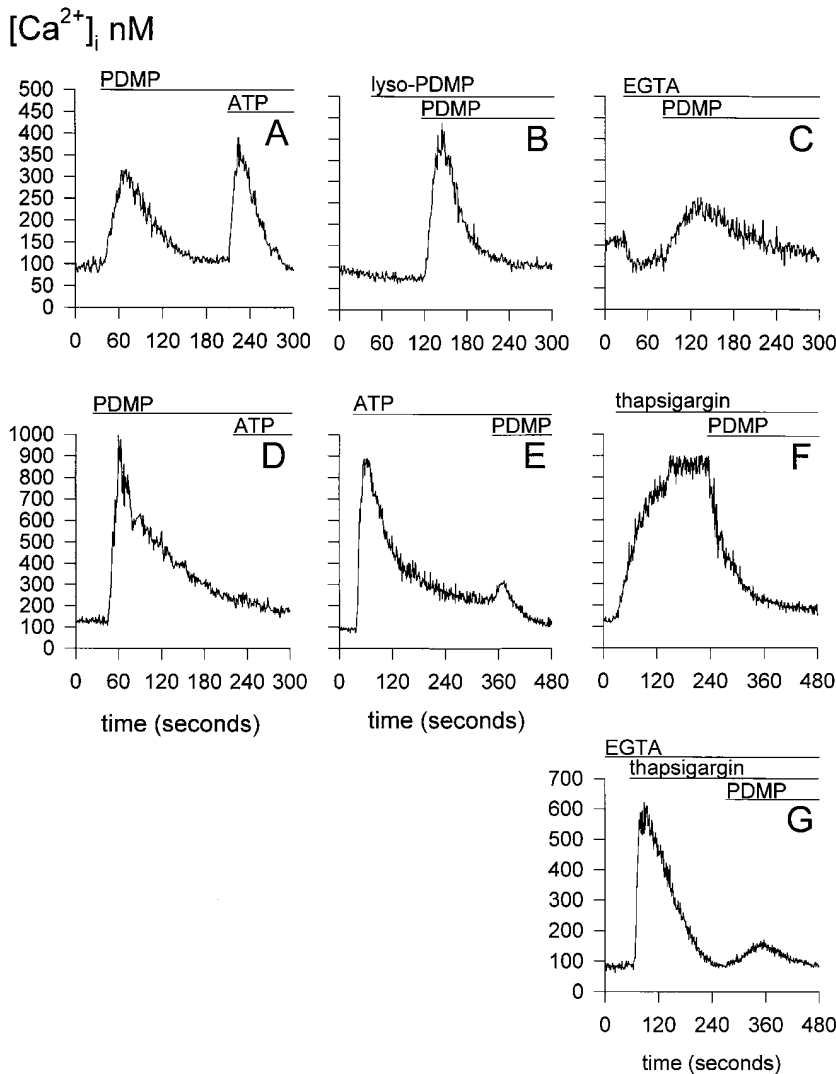 [Ca2+]i nM
PDMP
ATP
A
500
450
400
350
300
250
200
150
100
50
0
0 60 120 180 240 300
lyso-PDMP
PDMP
B
0 60 120 180 240 300
EGTA
PDMP
C
0 60 120 180 240 300
PDMP
ATP
D
1000
900
800
700
600
500
400
300
200
100
0
0 60 120 180 240 300
time (seconds)
ATP
PDMP
E
0 120 240 360 480
time (seconds)
thapsigargin
PDMP
F
0 120 240 360 480
EGTA
thapsigargin
PDMP
G
700
600
500
400
300
200
100
0
0 120 240 360 480
time (seconds)